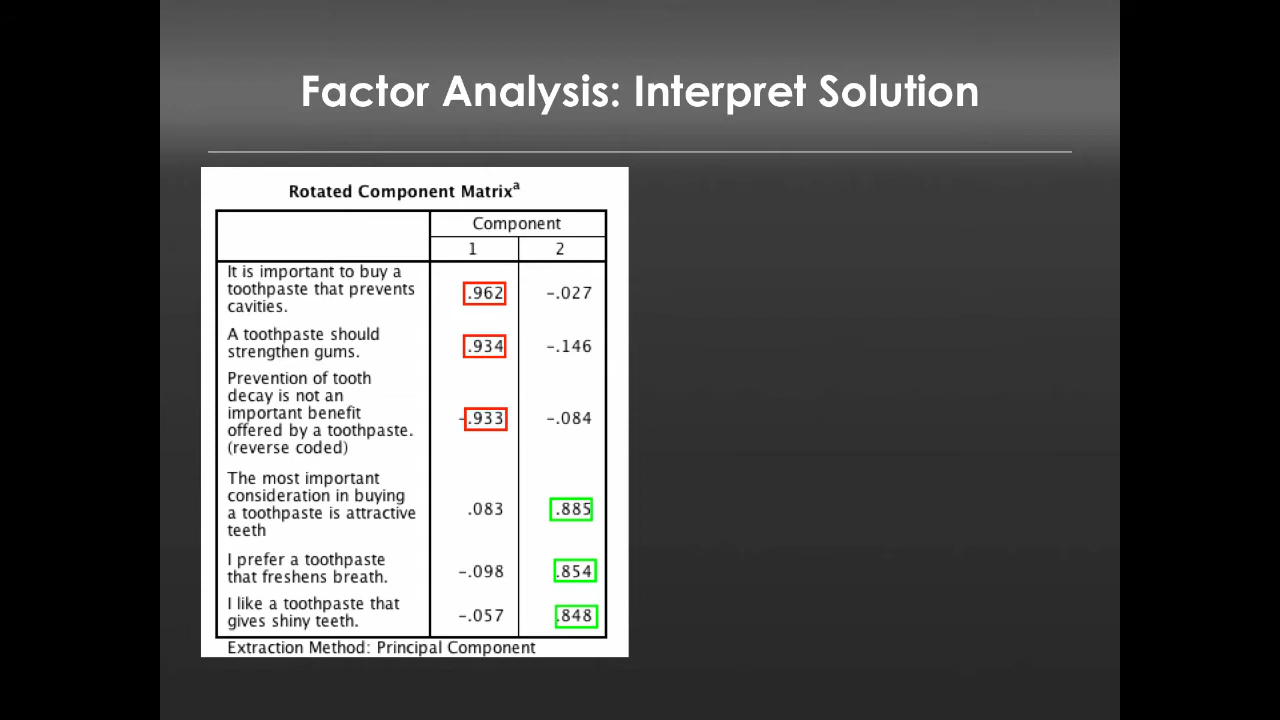 Factor Analysis: Interpret Solution
Rotated Component Matrixa
Component
1 2
It is important to buy a
toothpaste that prevents
cavities.
.962 -.027
A toothpaste should
strengthen gums.
.934 -.146
Prevention of tooth
decay is not an
important benefit
offered by a toothpaste.
(reverse coded)
-.933 -.084
The most important
consideration in buying
a toothpaste is attractive
teeth
.083 .885
I prefer a toothpaste
that freshens breath.
-.098 .854
I like a toothpaste that
gives shiny teeth.
-.057 .848
Extraction Method: Principal Component